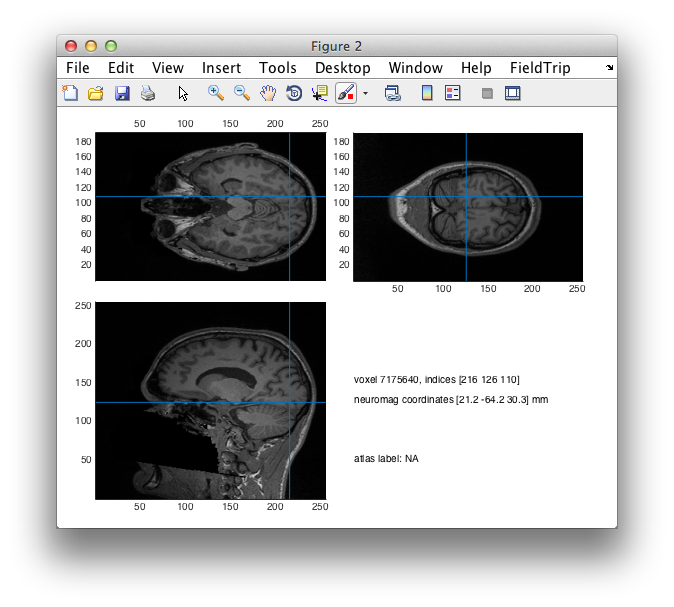 Figure 2
File Edit View Insert Tools Desktop Window Help FieldTrip
50 100 150 200 250
180
160
140
120
100
80
60
40
20
180
160
140
120
100
80
60
40
20
50 100 150 200 250
250
200
150
100
50
50 100 150 200 250
voxel 7175640, indices [216 126 110]
neuromag coordinates [21.2 -64.2 30.3] mm
atlas label: NA